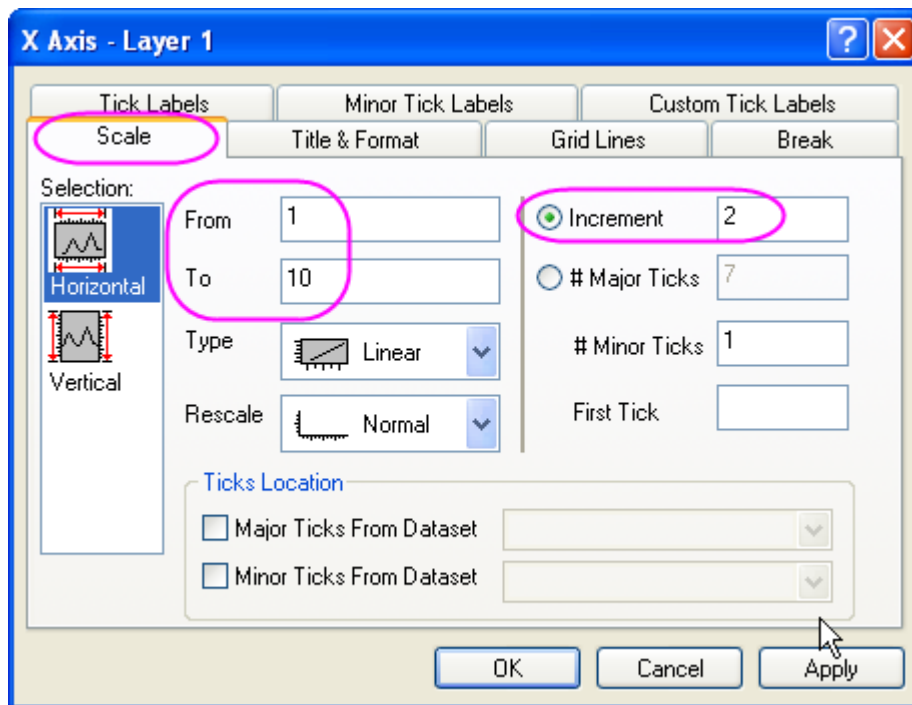 X Axis - Layer 1
Tick Labels Minor Tick Labels Custom Tick Labels
Scale Title & Format Grid Lines Break
Selection:
Horizontal
Vertical
From 1
To 10
Type Linear
Rescale Normal
Increment 2
# Major Ticks 7
# Minor Ticks 1
First Tick
Ticks Location
Major Ticks From Dataset
Minor Ticks From Dataset
OK Cancel Apply